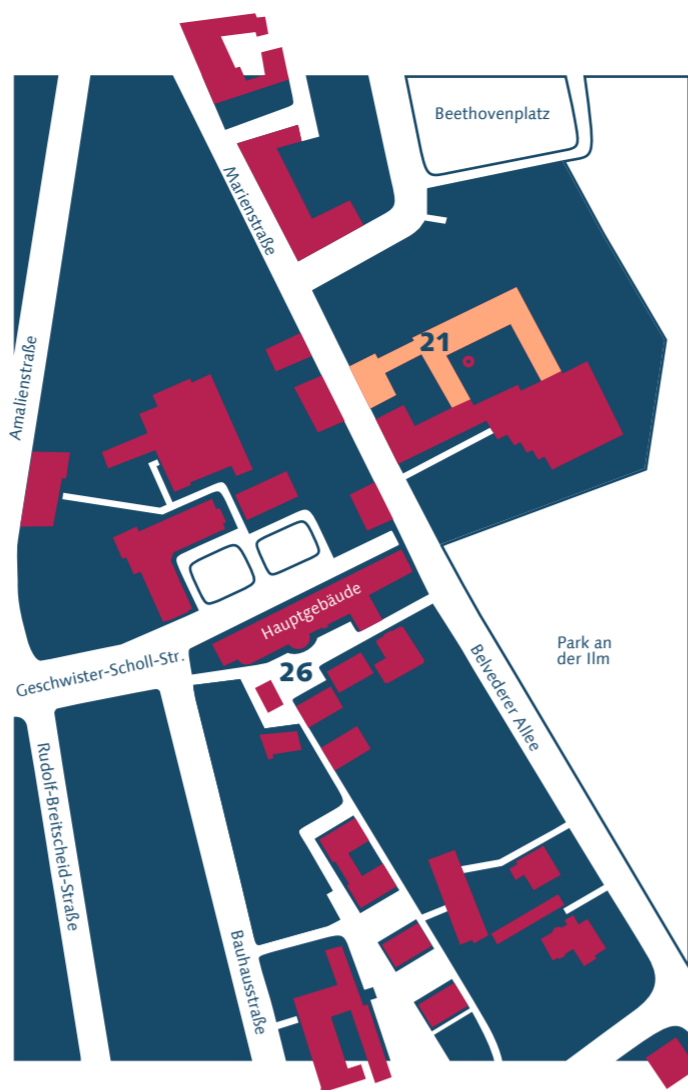 Beethovenplatz
Marienstraße
Amalienstraße
21
Hauptgebäude
Geschwister-Scholl-Str.
26
Park an
der Ilm
Belvederer Allee
Rudolf-Breitscheid-Straße
Bauhausstraße